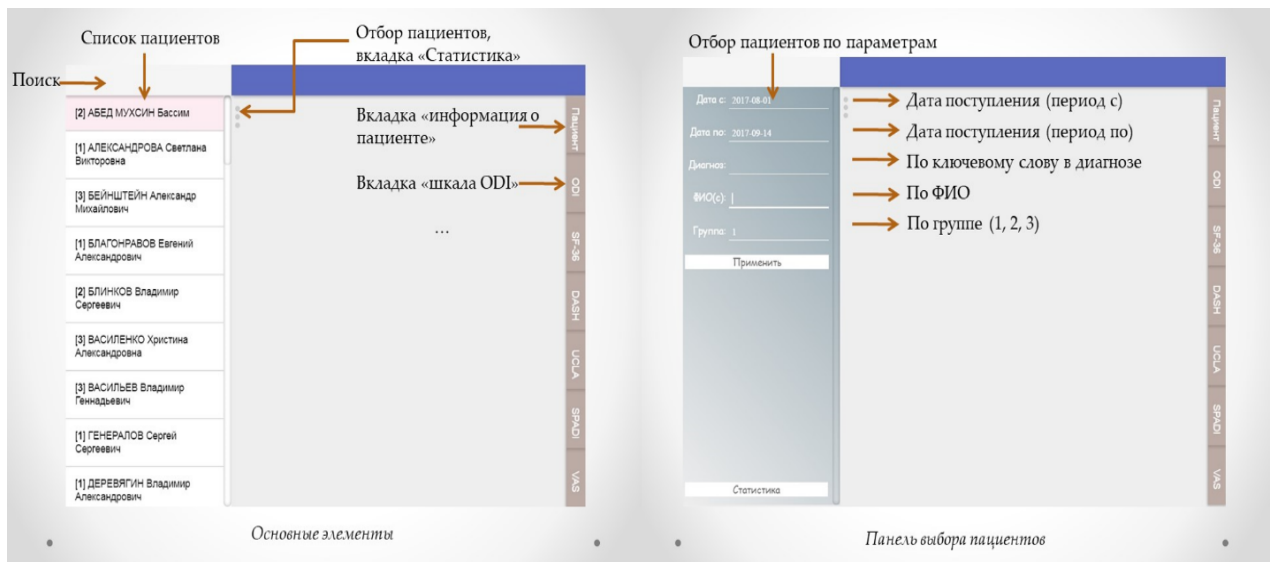 Список пациентов
Отбор пациентов,
вкладка «Статистика»
Поиск
[2] АБЕД МУХСИН Бассим
[1] АЛЕКСАНДРОВА Светлана
Викторовна
[3] БЕЙНШТЕЙН Александр
Михайлович
[1] БЛАГОНРАВОВ Евгений
Александрович
[2] БЛИНКОВ Владимир
Сергеевич
[3] ВАСИЛЕНКО Христина
Александровна
[3] ВАСИЛЬЕВ Владимир
Геннадьевич
[1] ГЕНЕРАЛОВ Сергей
Сергеевич
[1] ДЕРЕВЯГИН Владимир
Александрович
Вкладка «информация о
пациенте»
Вкладка «шкала ODI»
...
Пациент
ODI
SF-36
DASH
UCLA
SPADI
VAS
Основные элементы
Отбор пациентов по параметрам
Дата с: 2017-08-01
Дата по: 2017-09-14
Диагноз:
ФИО(с):
Группа: 1
Применить
Статистика
Дата поступления (период с)
Дата поступления (период по)
По ключевому слову в диагнозе
По ФИО
По группе (1, 2, 3)
Пациент
ODI
SF-36
DASH
UCLA
SPADI
VAS
Панель выбора пациентов